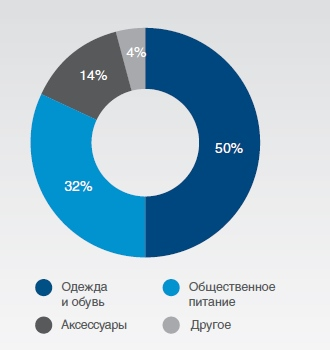 4%
14%
50%
32%
Одежда
и обувь
Общественное
питание
Аксессуары
Другое